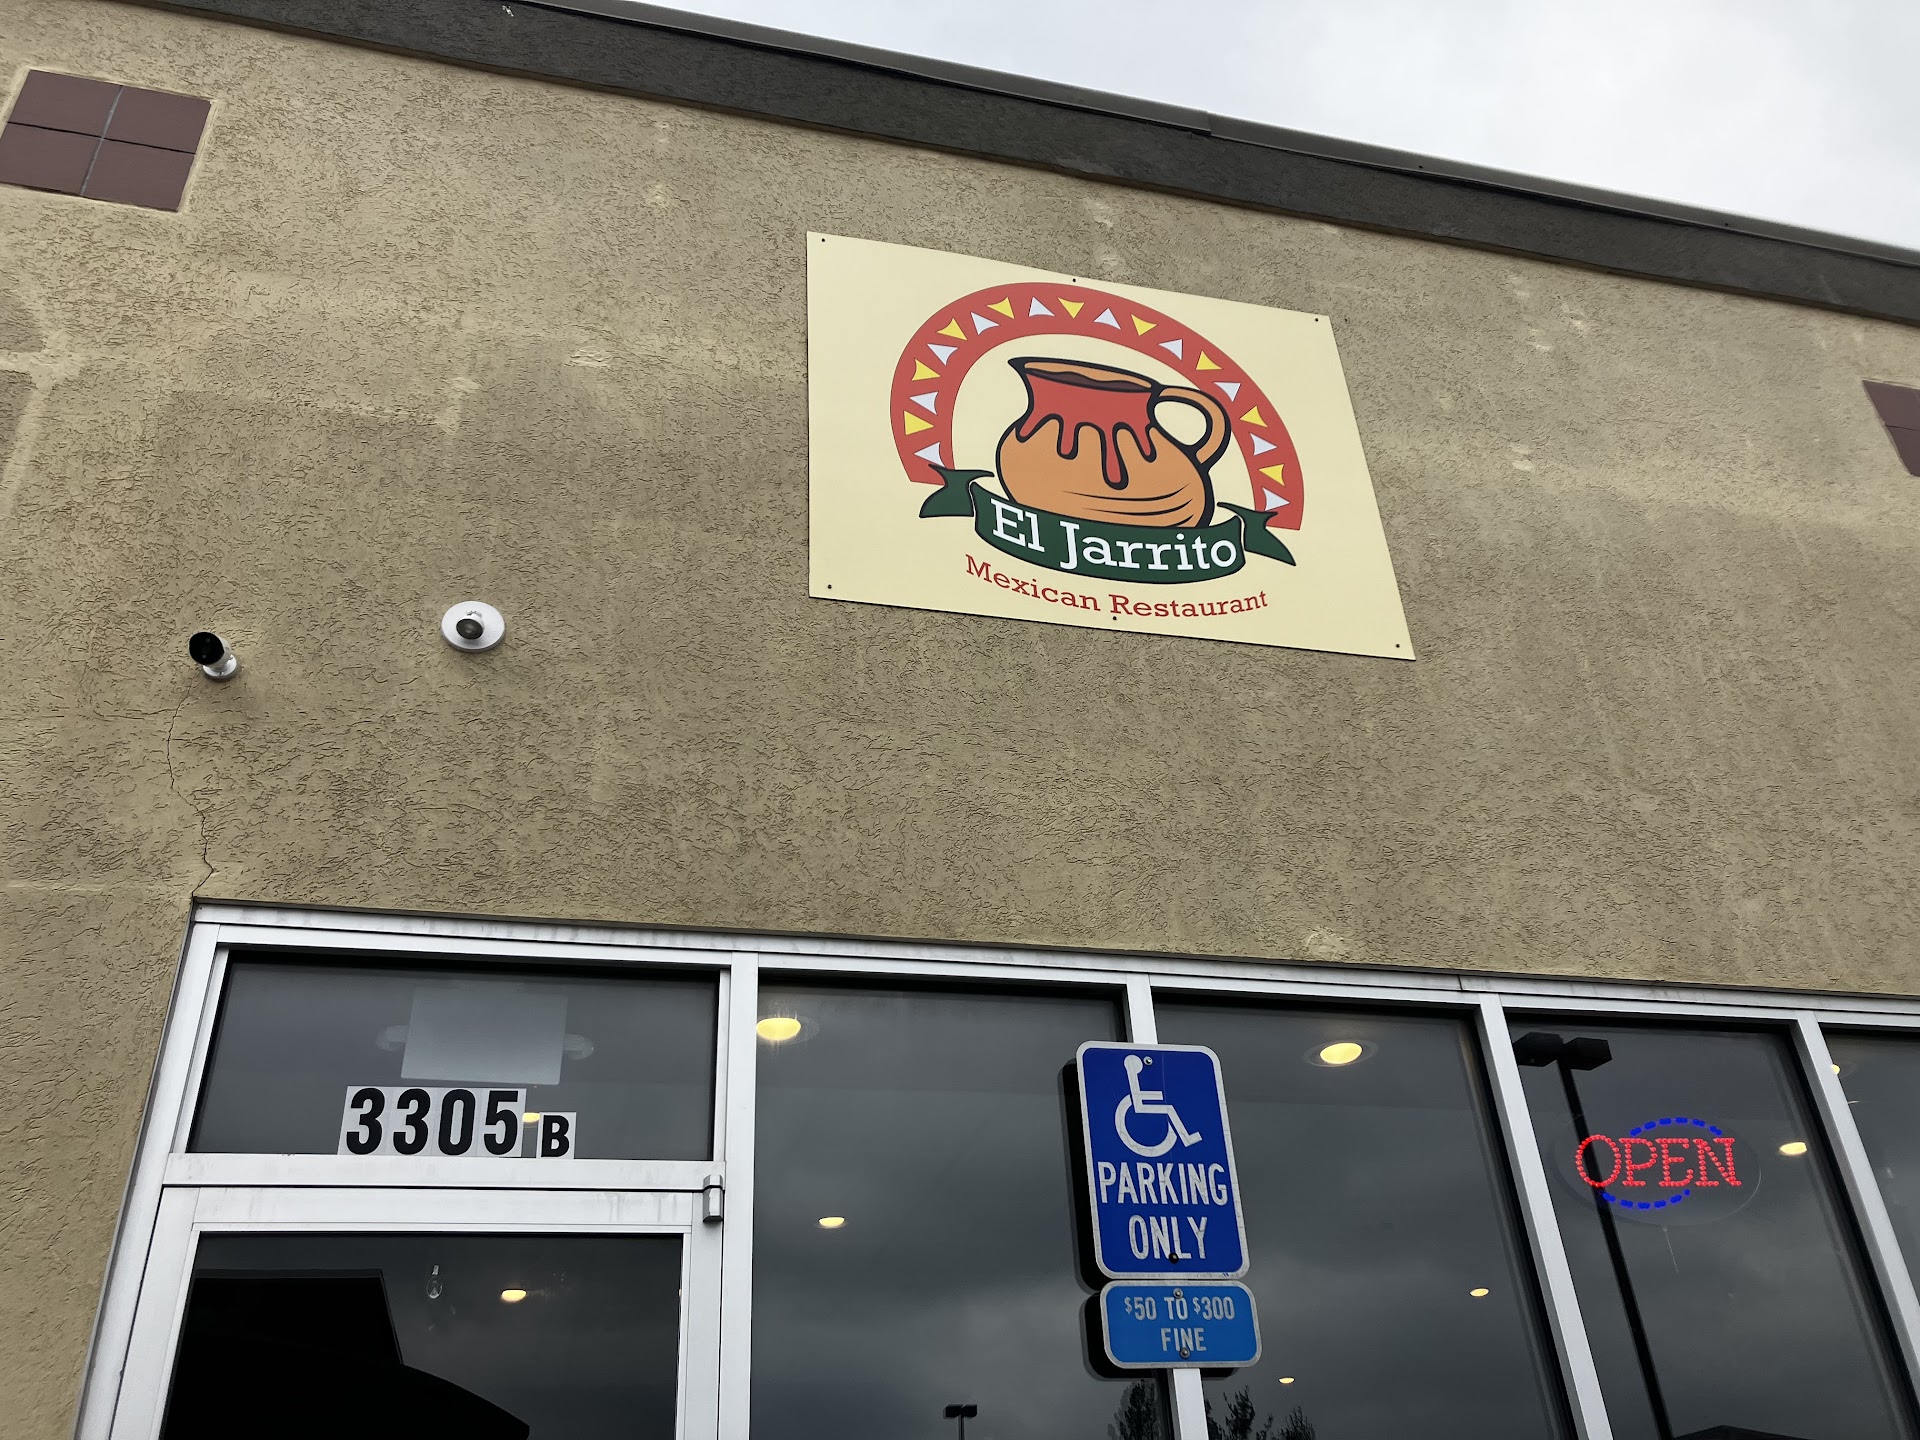 El Jarrito
Mexican Restaurant
3305 B
PARKING
ONLY
$50 TO $300
FINE
OPEN